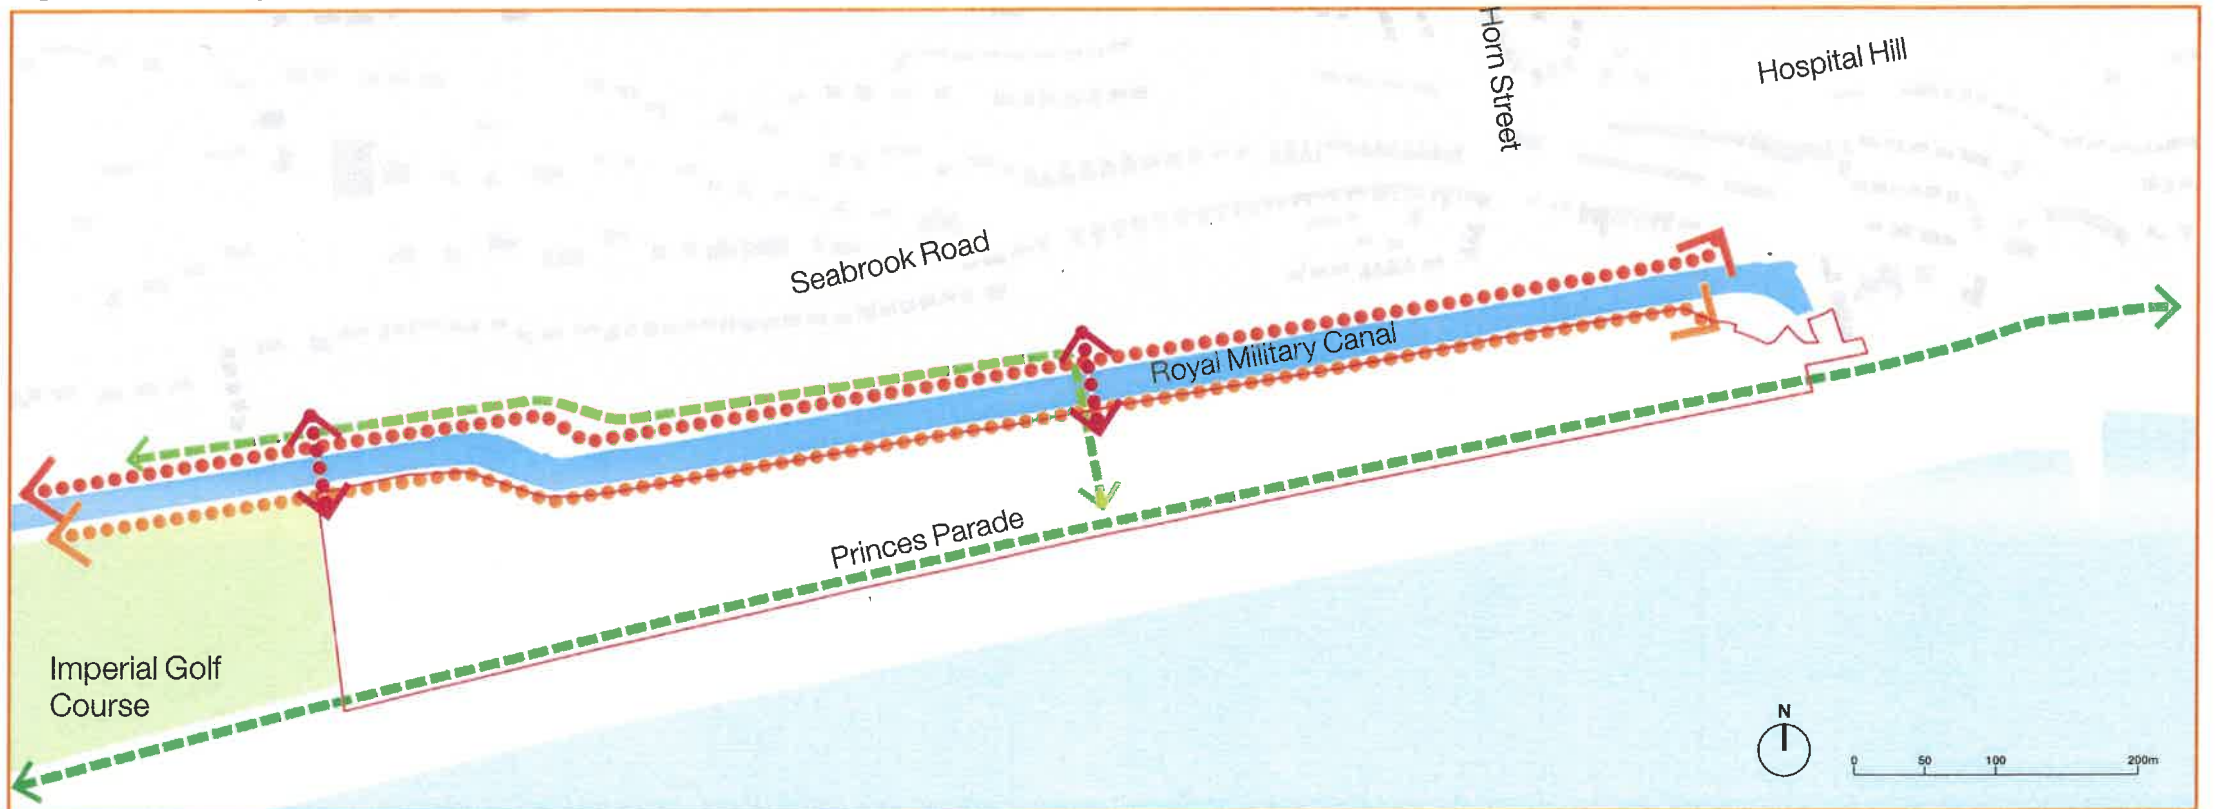 Horn Street
Hospital Hill
Seabrook Road
Royal Military Canal
Princes Parade
Imperial Golf
Course
N
0 50 100 200m